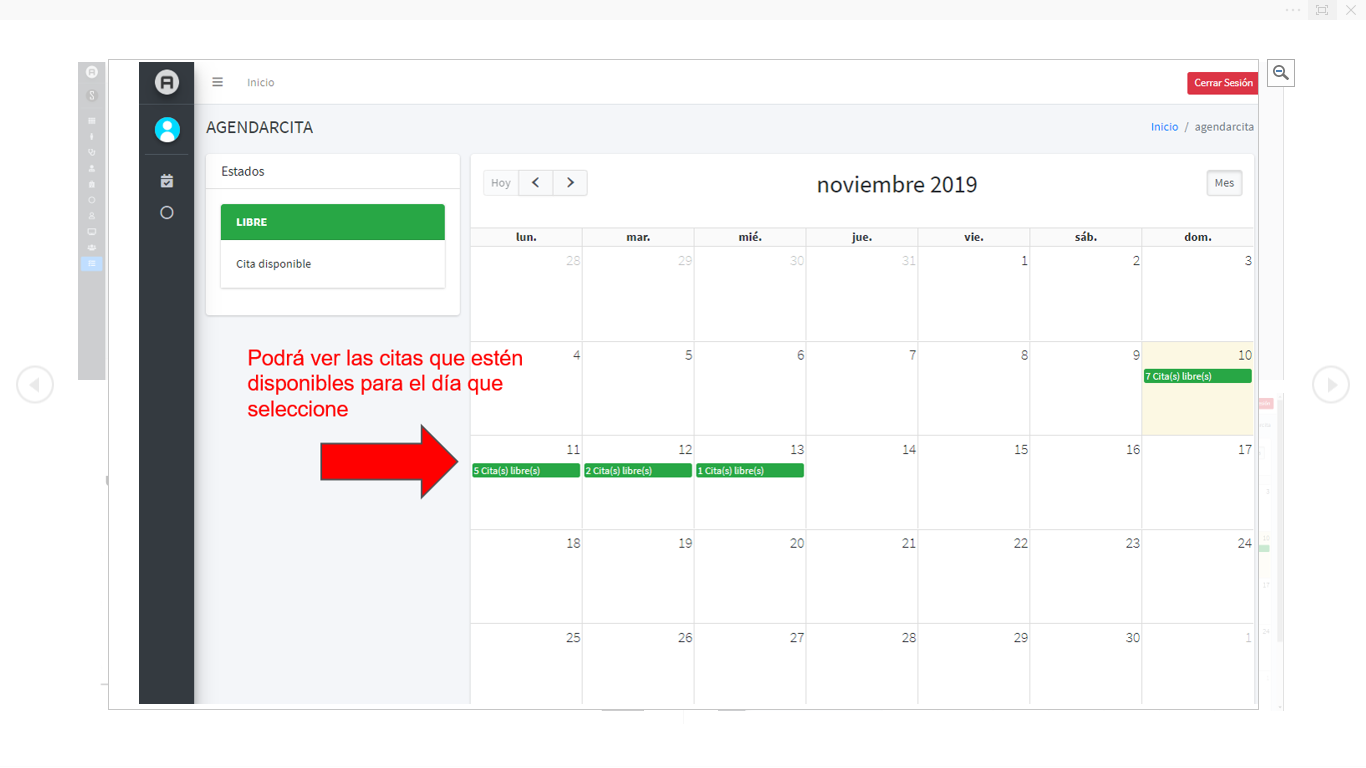 Inicio
Cerrar Sesión
AGENDARCITA
Inicio / agendarcita
Estados
LIBRE
Cita disponible
Hoy
noviembre 2019
Mes
lun. mar. mié. jue. vie. sáb. dom.
28 29 30 31 1 2 3
4 5 6 7 8 9 10
7 Cita(s) libre(s)
Podrá ver las citas que estén
disponibles para el día que
seleccione
11 12 13 14 15 16 17
5 Cita(s) libre(s) 2 Cita(s) libre(s) 1 Cita(s) libre(s)
18 19 20 21 22 23 24
25 26 27 28 29 30 1